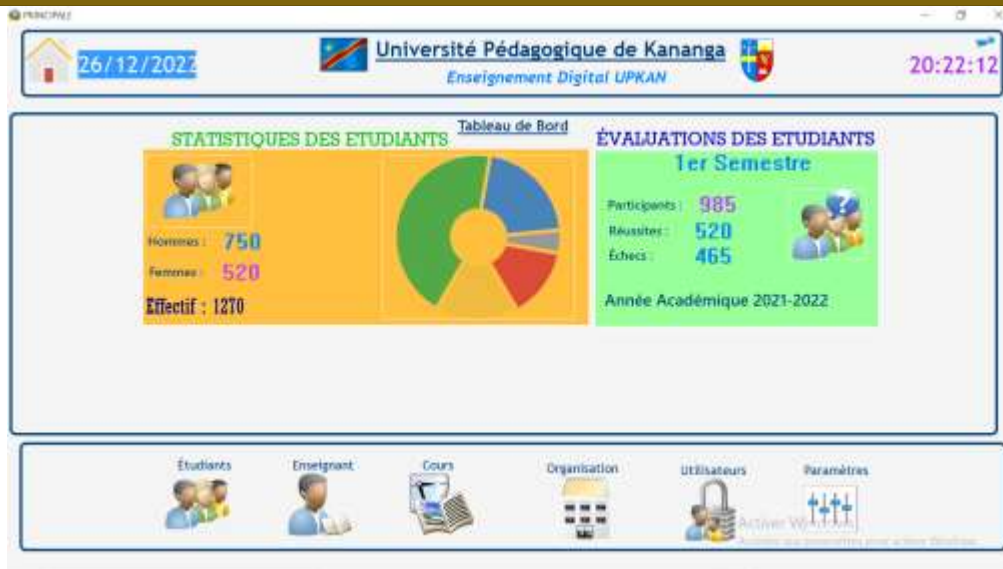 PRINCIPALE
26/12/2022
Université Pédagogique de Kananga
Enseignement Digital UPKAN
20:22:12
Tableau de Bord
STATISTIQUES DES ETUDIANTS
Hommes : 750
Femmes : 520
Effectif : 1270
ÉVALUATIONS DES ETUDIANTS
1er Semestre
Participants : 985
Réussites : 520
Échecs : 465
Année Académique 2021-2022
Étudiants
Enseignant
Cours
Organisation
Utilisateurs
Paramètres
Activer Windows